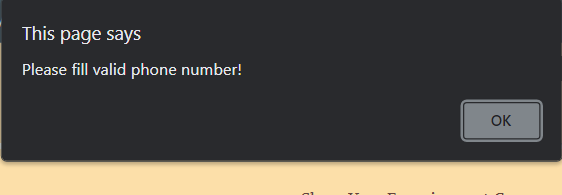 This page says
Please fill valid phone number!
OK